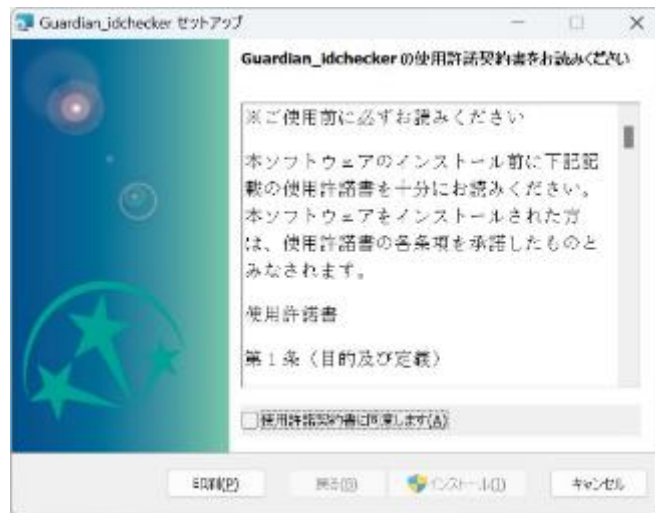 Guardian_idchecker セットアップ
Guardian_idchecker の使用許諾契約書をお読みください
※ご使用前に必ずお読みください
本ソフトウェアのインストール前に下記記
載の使用許諾書を十分にお読みください。
本ソフトウェアをインストールされた方
は、使用許諾書の各条項を承諾したものと
みなされます。
使用許諾書
第1条(目的及び定義)
使用許諾契約書に同意します(A)
印刷(P) 戻る(B) インストール(I) キャンセル